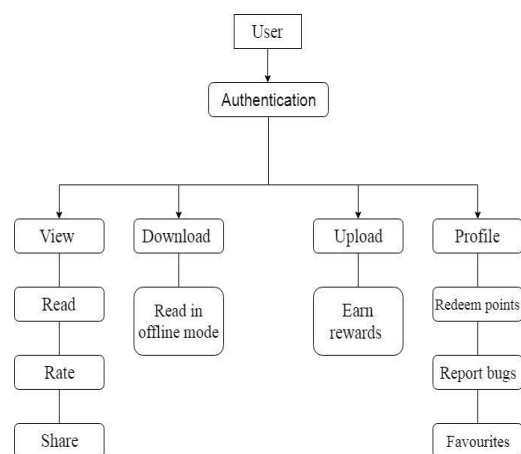 User
Authentication
View
Download
Upload
Profile
Read
Read in
offline mode
Earn
rewards
Redeem points
Rate
Report bugs
Share
Favourites